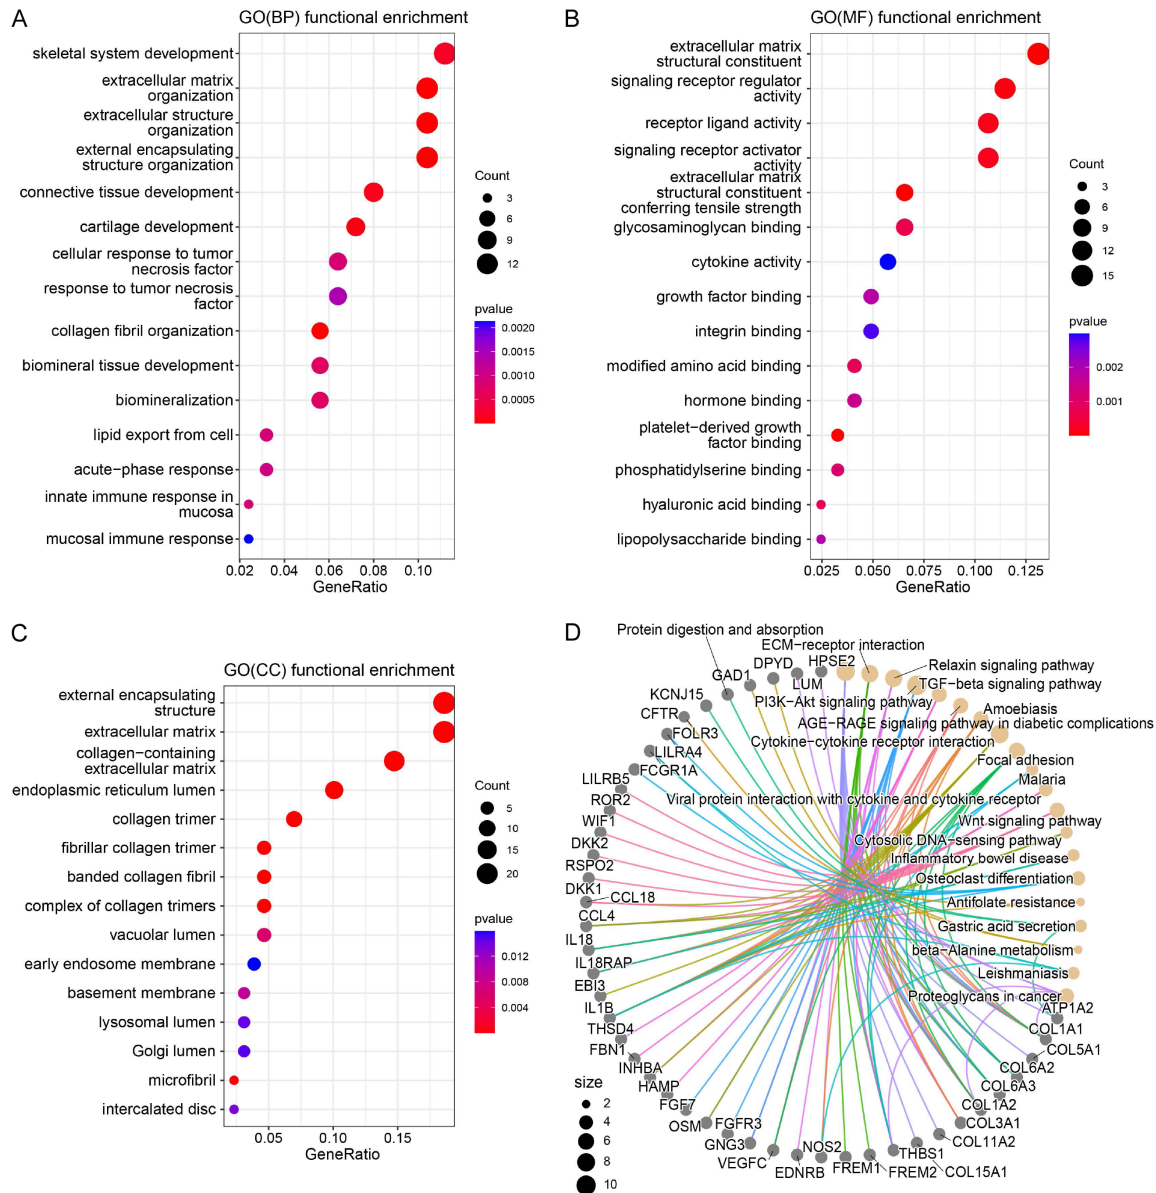 A
GO(BP) functional enrichment
skeletal system development
extracellular matrix
organization
extracellular structure
organization
external encapsulating
structure organization
connective tissue development
cartilage development
cellular response to tumor
necrosis factor
response to tumor necrosis
factor
collagen fibril organization
biomineral tissue development
biomineralization
lipid export from cell
acute−phase response
innate immune response in
mucosa
mucosal immune response
0.02 0.04 0.06 0.08 0.10
GeneRatio
Count
3
6
9
12
pvalue
0.0020
0.0015
0.0010
0.0005
B
GO(MF) functional enrichment
extracellular matrix
structural constituent
signaling receptor regulator
activity
receptor ligand activity
signaling receptor activator
activity
extracellular matrix
structural constituent
conferring tensile strength
glycosaminoglycan binding
cytokine activity
growth factor binding
integrin binding
modified amino acid binding
hormone binding
platelet−derived growth
factor binding
phosphatidylserine binding
hyaluronic acid binding
lipopolysaccharide binding
0.025 0.050 0.075 0.100 0.125
GeneRatio
Count
3
6
9
12
15
pvalue
0.002
0.001
C
GO(CC) functional enrichment
external encapsulating
structure
extracellular matrix
collagen−containing
extracellular matrix
endoplasmic reticulum lumen
collagen trimer
fibrillar collagen trimer
banded collagen fibril
complex of collagen trimers
vacuolar lumen
early endosome membrane
basement membrane
lysosomal lumen
Golgi lumen
microfibril
intercalated disc
0.05 0.10 0.15
GeneRatio
Count
5
10
15
20
pvalue
0.012
0.008
0.004
D
Protein digestion and absorption
ECM−receptor interaction
Relaxin signaling pathway
TGF−beta signaling pathway
PI3K−Akt signaling pathway
Amoebiasis
AGE−RAGE signaling pathway in diabetic complications
Cytokine−cytokine receptor interaction
Focal adhesion
Malaria
Viral protein interaction with cytokine and cytokine receptor
Wnt signaling pathway
Cytosolic DNA−sensing pathway
Inflammatory bowel disease
Osteoclast differentiation
Antifolate resistance
Gastric acid secretion
beta−Alanine metabolism
Leishmaniasis
Proteoglycans in cancer
ATP1A2
COL1A1
COL5A1
COL6A2
COL6A3
COL1A2
COL3A1
COL11A2
COL15A1
THBS1
FREM2
FREM1
NOS2
EDNRB
VEGFC
GNG3
FGFR3
OSM
FGF7
HAMP
INHBA
FBN1
THSD4
IL1B
EBI3
IL18RAP
IL18
CCL4
CCL18
DKK1
RSPO2
DKK2
WIF1
ROR2
LILRB5
FCGR1A
LILRA4
FOLR3
CFTR
KCNJ15
GAD1
DPYD
LUM
HPSE2
size
2
4
6
8
10